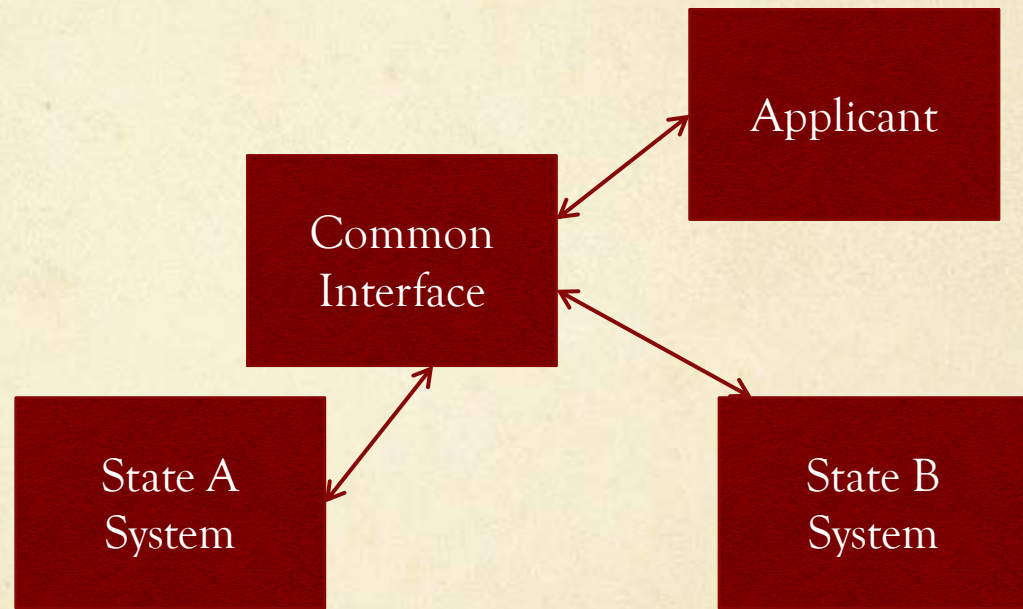 Applicant
Common
Interface
State A
System
State B
System